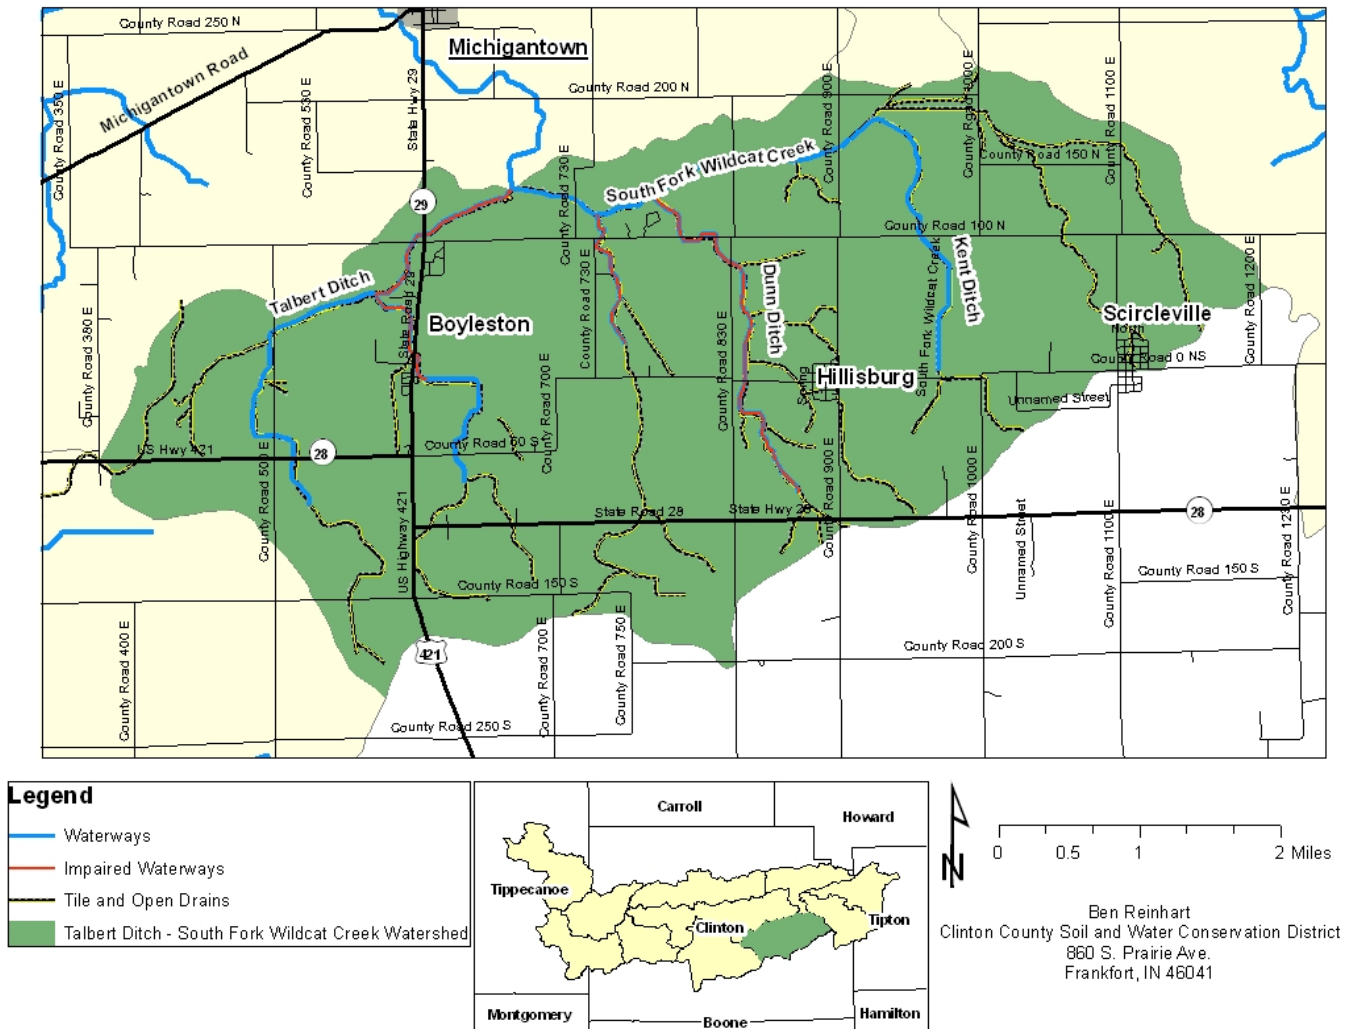 County Road 250 N
Michigantown
Michigantown Road
State Hwy 29
County Road 350 E
County Road 530 E
County Road 200 N
County Road 900 E
County Road 1000 E
County Road 1100 E
County Road 150 N
County Road 730 E
South Fork Wildcat Creek
29
County Road 100 N
Talbert Ditch
State Road 29
County Road 730 E
Dunn Ditch
South Fork Wildcat Creek
Kent Ditch
County Road 1200 E
County Road 380 E
Boyleston
County Road 830 E
Scircleville
North
County Road 0 NS
Spring
Hillisburg
Unnamed Street
County Road 700 E
US Hwy 421
28
County Road 50 S
County Road 500 E
County Road 900 E
County Road 1000 E
US Highway 421
State Road 28
State Hwy 28
Unnamed Street
County Road 1100 E
28
County Road 1230 E
County Road 150 S
County Road 150 S
County Road 400 E
421
County Road 700 E
County Road 750 E
County Road 200 S
County Road 250 S
Legend
Waterways
Impaired Waterways
Tile and Open Drains
Talbert Ditch - South Fork Wildcat Creek Watershed
Carroll
Howard
Tippecanoe
Clinton
Tipton
Montgomery
Boone
Hamilton
N
0 0.5 1 2 Miles
Ben Reinhart
Clinton County Soil and Water Conservation District
860 S. Prairie Ave.
Frankfort, IN 46041